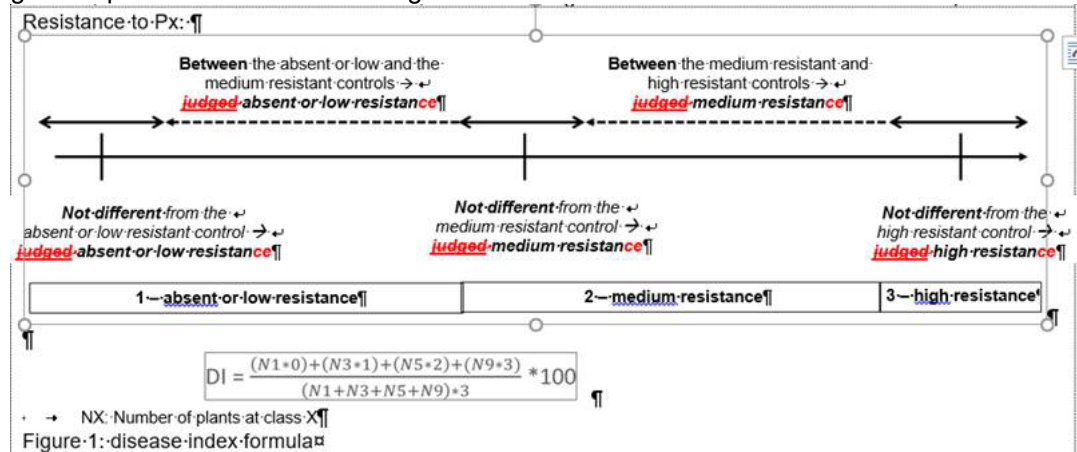 Resistance·to·Px:·¶
Between·the·absent·or·low·and·the·
medium·resistant·controls·→·↵
judged·absent·or·low·resistance¶
Between·the·medium·resistant·and·
high·resistant·controls·→·↵
judged·medium·resistance¶
Not·different·from·the·↵
absent·or·low·resistant·control·→·↵
judged·absent·or·low·resistance¶
Not·different·from·the·↵
medium·resistant·control·→·↵
judged·medium·resistance¶
Not·different·from·the·↵
high·resistant·control·→·↵
judged·high·resistance¶
1·–·absent·or·low·resistance¶
2·–·medium·resistance¶
3·–·high·resistance
¶
¶
DI = (N1∗0)+(N3∗1)+(N5∗2)+(N9∗3) / (N1+N3+N5+N9)∗3 *100 ¶
→ NX:·Number·of·plants·at·class·X¶
Figure·1:·disease·index·formula¤